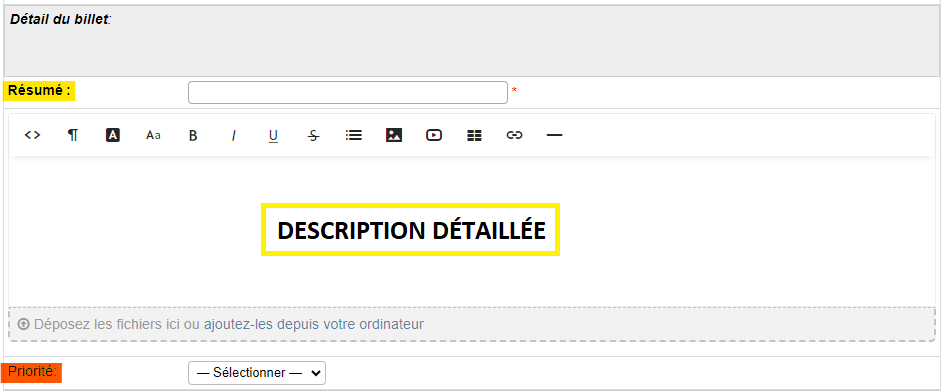 Détail du billet:
Résumé :
*
<> ¶ A Aa B I U S
DESCRIPTION DÉTAILLÉE
Déposez les fichiers ici ou ajoutez-les depuis votre ordinateur
Priorité:
— Sélectionner —